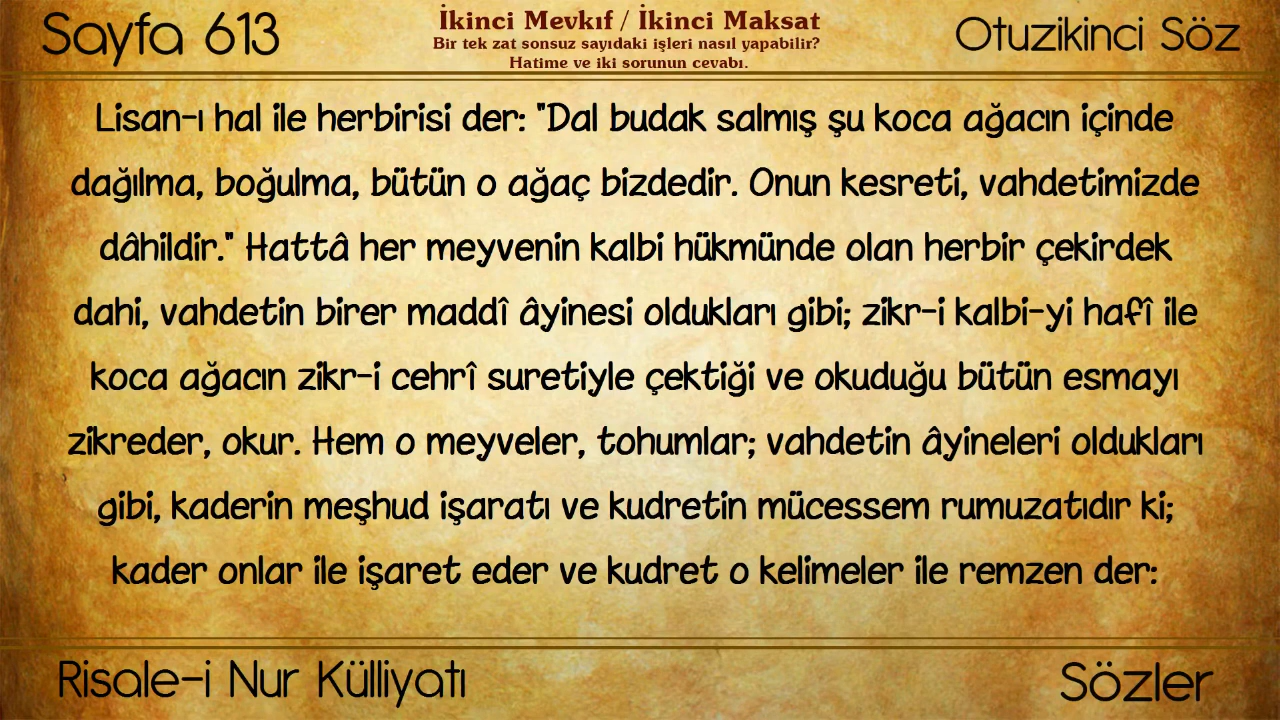 Sayfa 613
İkinci Mevkıf / İkinci Maksat
Bir tek zat sonsuz sayıdaki işleri nasıl yapabilir?
Hatime ve iki sorunun cevabı.
Otuzikinci Söz
Lisan-ı hal ile herbirisi der: "Dal budak salmış şu koca ağacın içinde
dağılma, boğulma, bütün o ağaç bizdedir. Onun kesreti, vahdetimizde
dâhildir." Hattâ her meyvenin kalbi hükmünde olan herbir çekirdek
dahi, vahdetin birer maddî âyinesi oldukları gibi; zikr-i kalbi-yi hafî ile
koca ağacın zikr-i cehrî suretiyle çektiği ve okuduğu bütün esmayı
zikreder, okur. Hem o meyveler, tohumlar; vahdetin âyineleri oldukları
gibi, kaderin meşhud işaratı ve kudretin mücessem rumuzatıdır ki;
kader onlar ile işaret eder ve kudret o kelimeler ile remzen der:
Risale-i Nur Külliyatı
Sözler